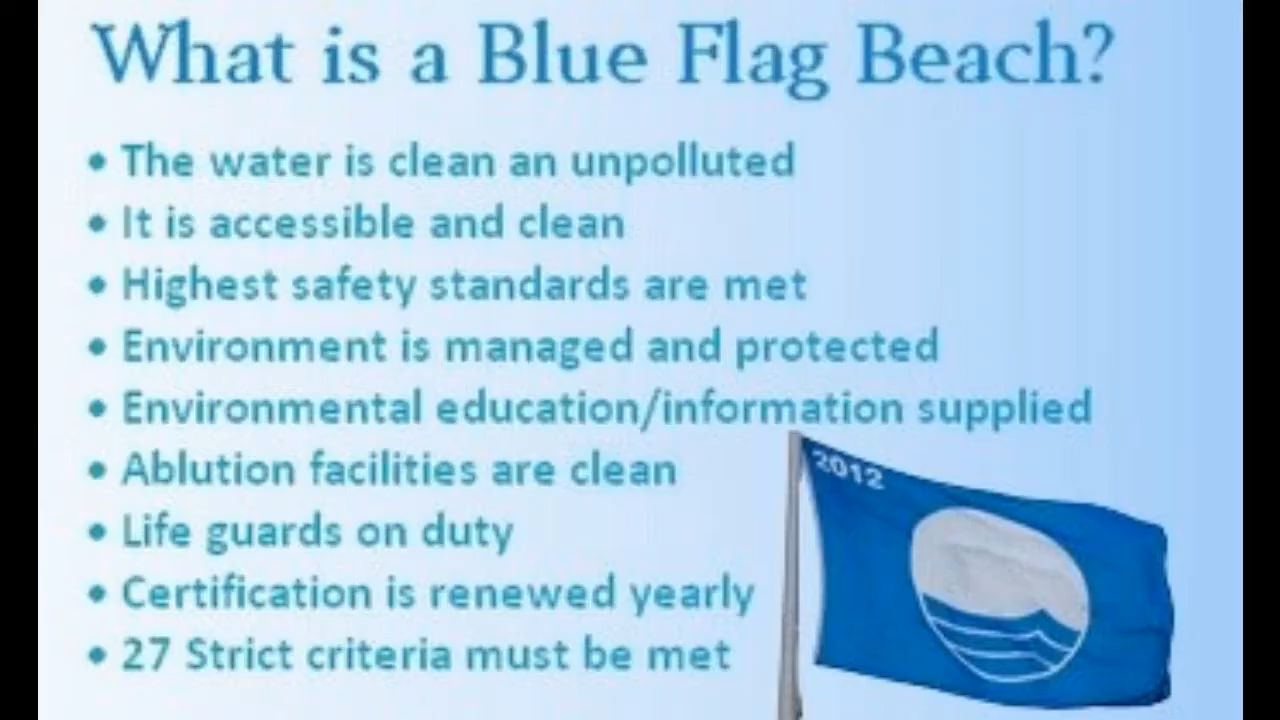 What is a Blue Flag Beach?
• The water is clean an unpolluted
• It is accessible and clean
• Highest safety standards are met
• Environment is managed and protected
• Environmental education/information supplied
• Ablution facilities are clean
2012
• Life guards on duty
• Certification is renewed yearly
• 27 Strict criteria must be met